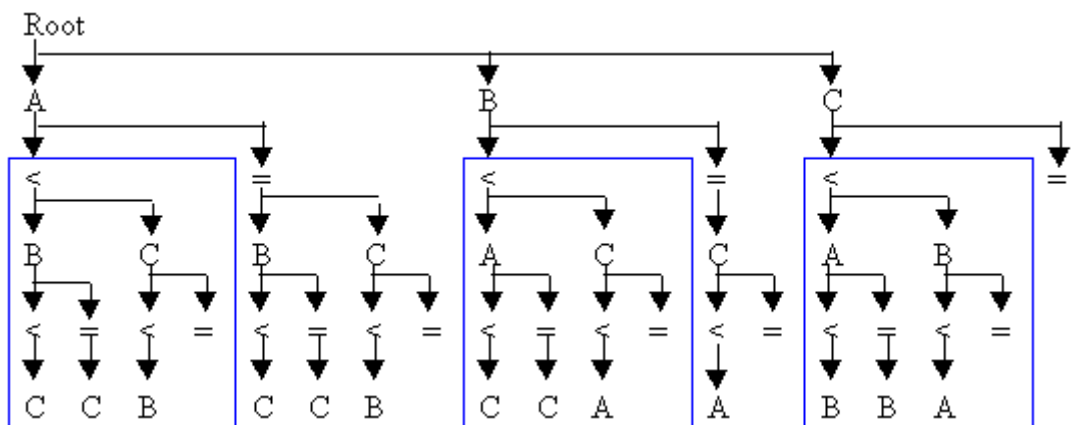 Root
A B C
< = < = < =
B C B C A C C A B
< = < = < = < = < = < = < = < = < =
C C B C C B C C A A B B A